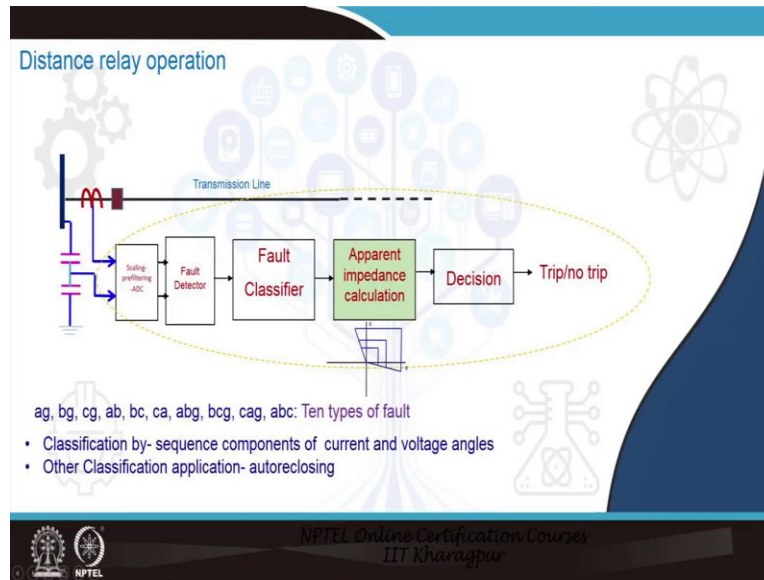 Distance relay operation
Transmission Line
Scaling-
prefiltering
-ADC
Fault
Detector
Fault
Classifier
Apparent
impedance
calculation
Decision
Trip/no trip
ag, bg, cg, ab, bc, ca, abg, bcg, cag, abc: Ten types of fault
• Classification by- sequence components of current and voltage angles
• Other Classification application- autoreclosing
NPTEL Online Certification Courses
IIT Kharagpur
NPTEL